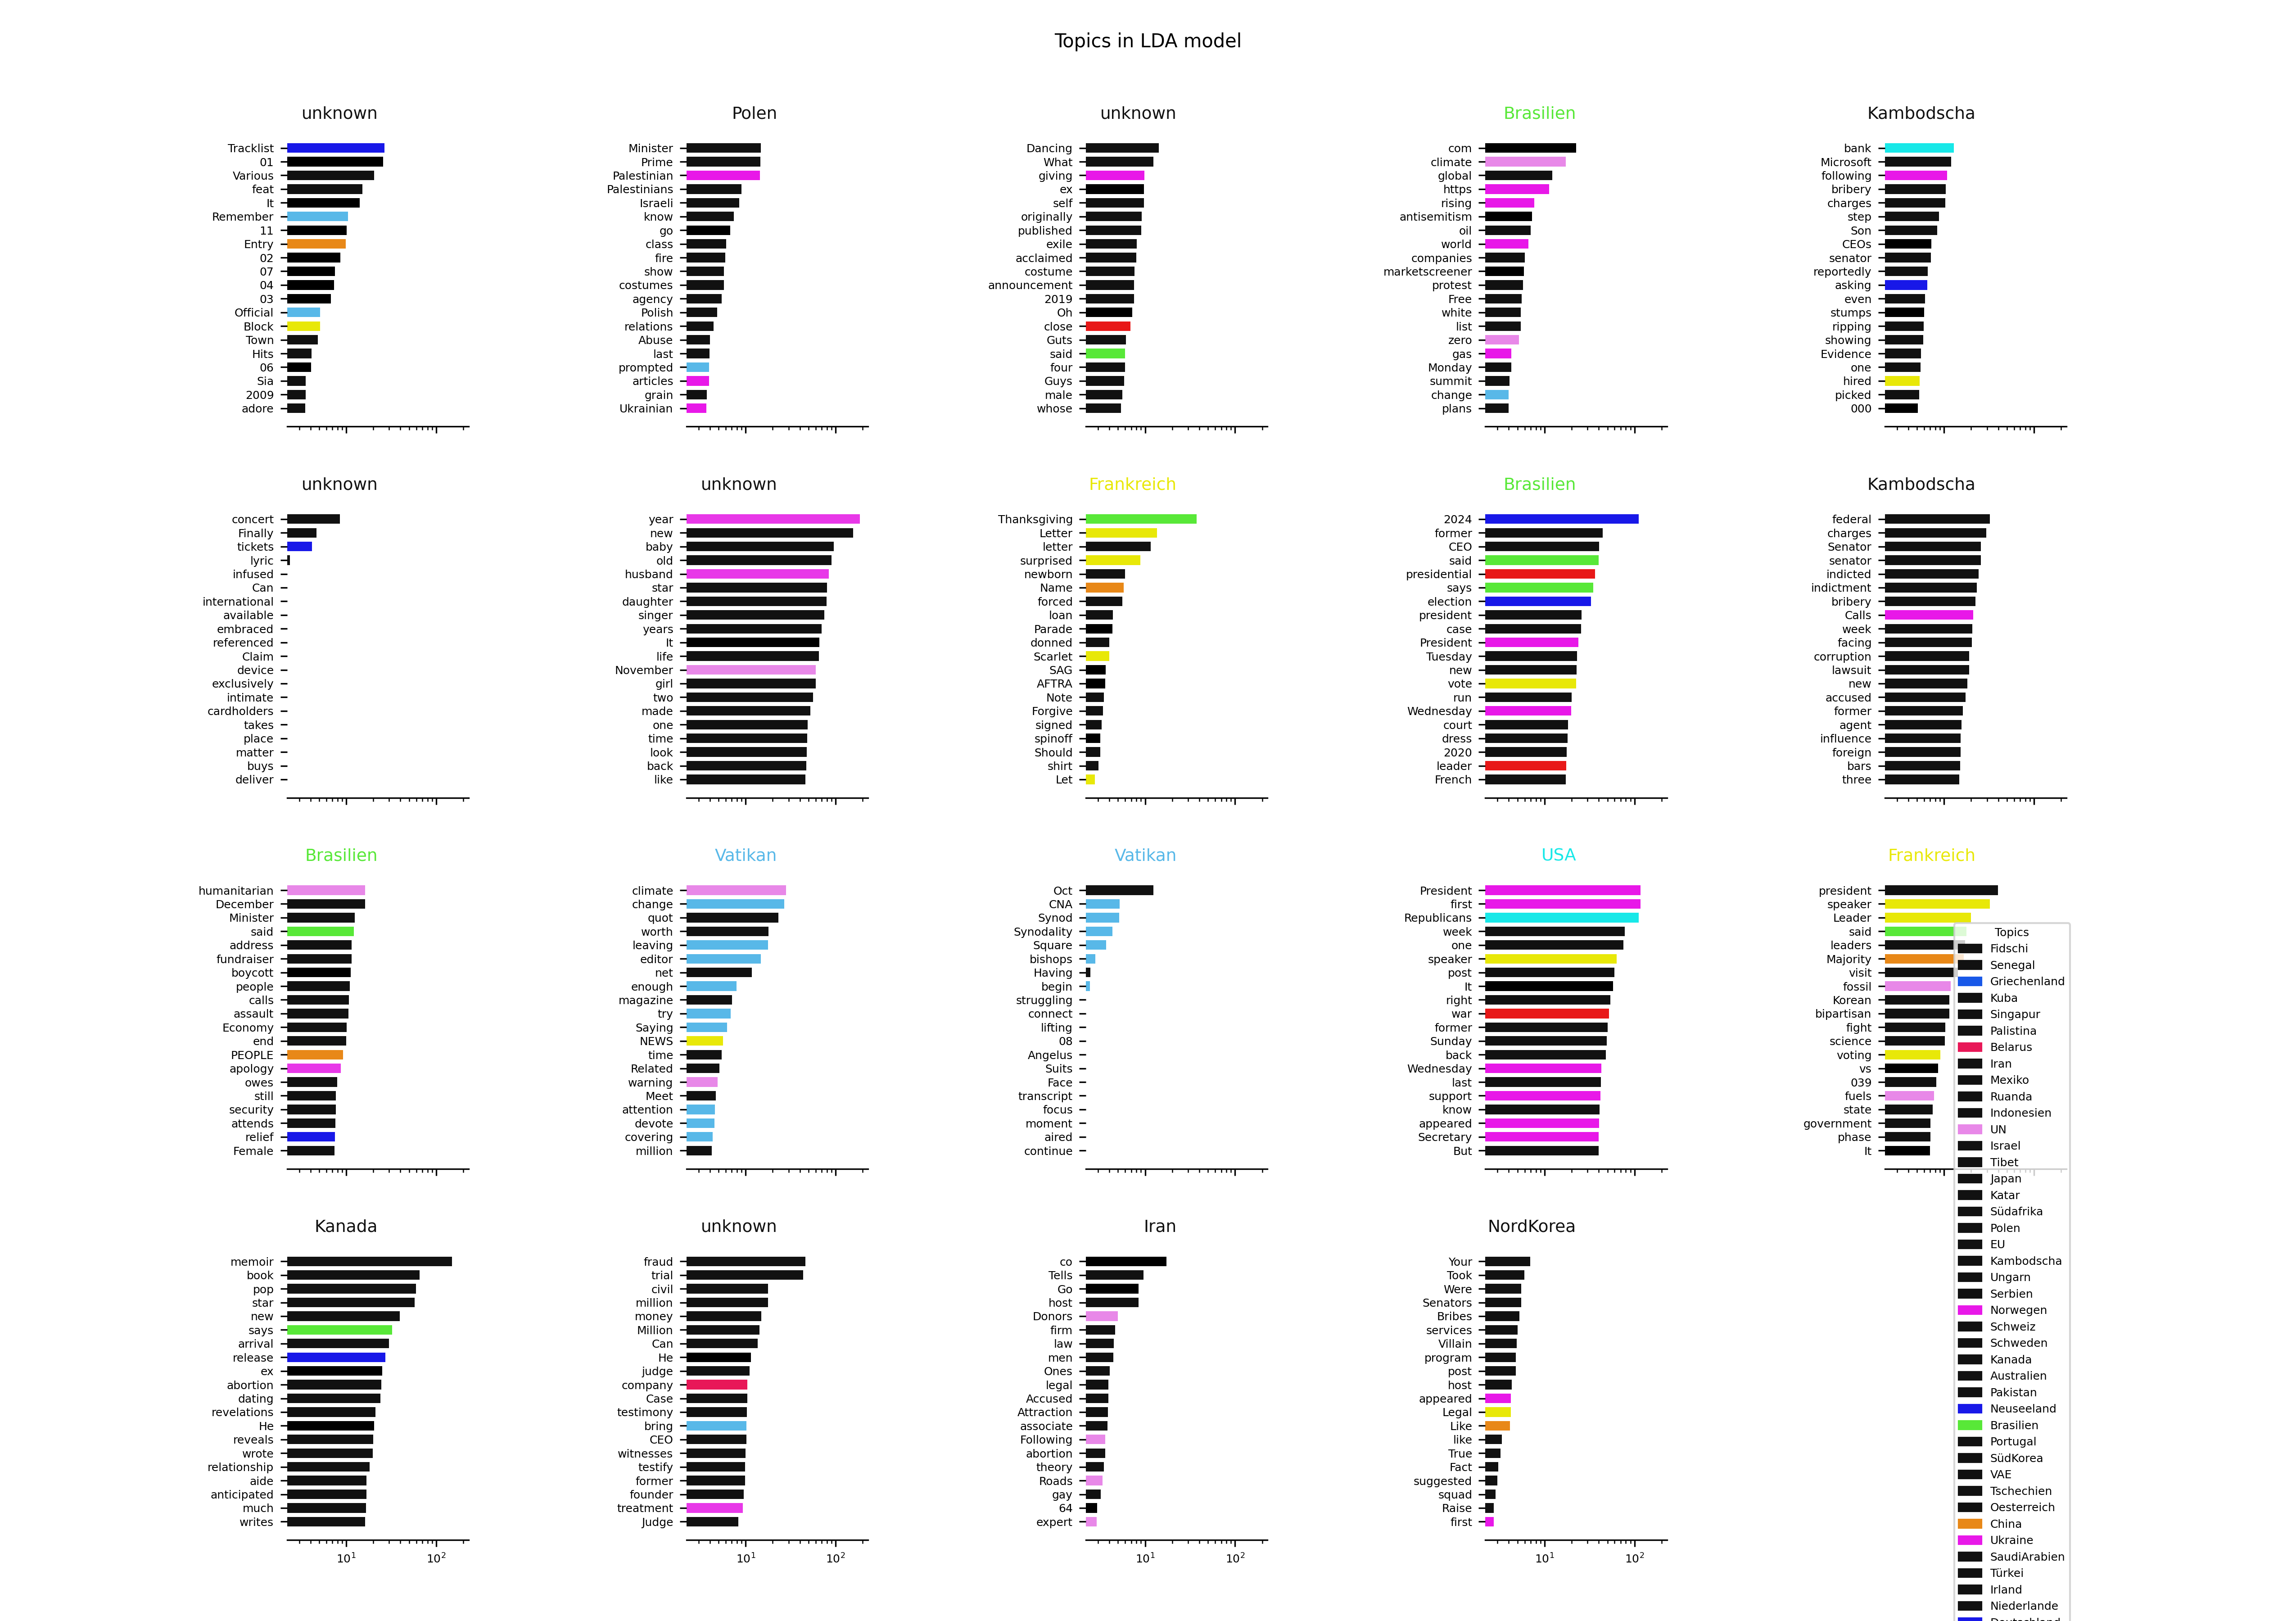 Topics in LDA model
unknown
Tracklist
01
Various
feat
It
Remember
11
Entry
02
07
04
03
Official
Block
Town
Hits
06
Sia
2009
adore
Polen
Minister
Prime
Palestinian
Palestinians
Israeli
know
go
class
fire
show
costumes
agency
Polish
relations
Abuse
last
prompted
articles
grain
Ukrainian
unknown
Dancing
What
giving
ex
self
originally
published
exile
acclaimed
costume
announcement
2019
Oh
close
Guts
said
four
Guys
male
whose
Brasilien
com
climate
global
https
rising
antisemitism
oil
world
companies
marketscreener
protest
Free
white
list
zero
gas
Monday
summit
change
plans
Kambodscha
bank
Microsoft
following
bribery
charges
step
Son
CEOs
senator
reportedly
asking
even
stumps
ripping
showing
Evidence
one
hired
picked
000
unknown
concert
Finally
tickets
lyric
infused
Can
international
available
embraced
referenced
Claim
device
exclusively
intimate
cardholders
takes
place
matter
buys
deliver
unknown
year
new
baby
old
husband
star
daughter
singer
years
It
life
November
girl
two
made
one
time
look
back
like
Frankreich
Thanksgiving
Letter
letter
surprised
newborn
Name
forced
loan
Parade
donned
Scarlet
SAG
AFTRA
Note
Forgive
signed
spinoff
Should
shirt
Let
Brasilien
2024
former
CEO
said
presidential
says
election
president
case
President
Tuesday
new
vote
run
Wednesday
court
dress
2020
leader
French
Kambodscha
federal
charges
Senator
senator
indicted
indictment
bribery
Calls
week
facing
corruption
lawsuit
new
accused
former
agent
influence
foreign
bars
three
Brasilien
humanitarian
December
Minister
said
address
fundraiser
boycott
people
calls
assault
Economy
end
PEOPLE
apology
owes
still
security
attends
relief
Female
Vatikan
climate
change
quot
worth
leaving
editor
net
enough
magazine
try
Saying
NEWS
time
Related
warning
Meet
attention
devote
covering
million
Vatikan
Oct
CNA
Synod
Synodality
Square
bishops
Having
begin
struggling
connect
lifting
08
Angelus
Suits
Face
transcript
focus
moment
aired
continue
USA
President
first
Republicans
week
one
speaker
post
It
right
war
former
Sunday
back
Wednesday
last
support
know
appeared
Secretary
But
Frankreich
president
speaker
Leader
said
leaders
Majority
visit
fossil
Korean
bipartisan
fight
science
voting
vs
039
fuels
state
government
phase
It
Kanada
memoir
book
pop
star
new
says
arrival
release
ex
abortion
dating
revelations
He
reveals
wrote
relationship
aide
anticipated
much
writes
10¹ 10²
unknown
fraud
trial
civil
million
money
Million
Can
He
judge
company
Case
testimony
bring
CEO
witnesses
testify
former
founder
treatment
Judge
10¹ 10²
Iran
co
Tells
Go
host
Donors
firm
law
men
Ones
legal
Accused
Attraction
associate
Following
abortion
theory
Roads
gay
64
expert
10¹ 10²
NordKorea
Your
Took
Were
Senators
Bribes
services
Villain
program
post
host
appeared
Legal
Like
like
True
Fact
suggested
squad
Raise
first
10¹ 10²
Topics
Fidschi
Senegal
Griechenland
Kuba
Singapur
Palistina
Belarus
Iran
Mexiko
Ruanda
Indonesien
UN
Israel
Tibet
Japan
Katar
Südafrika
Polen
EU
Kambodscha
Ungarn
Serbien
Norwegen
Schweiz
Schweden
Kanada
Australien
Pakistan
Neuseeland
Brasilien
Portugal
SüdKorea
VAE
Tschechien
Oesterreich
China
Ukraine
SaudiArabien
Türkei
Irland
Niederlande